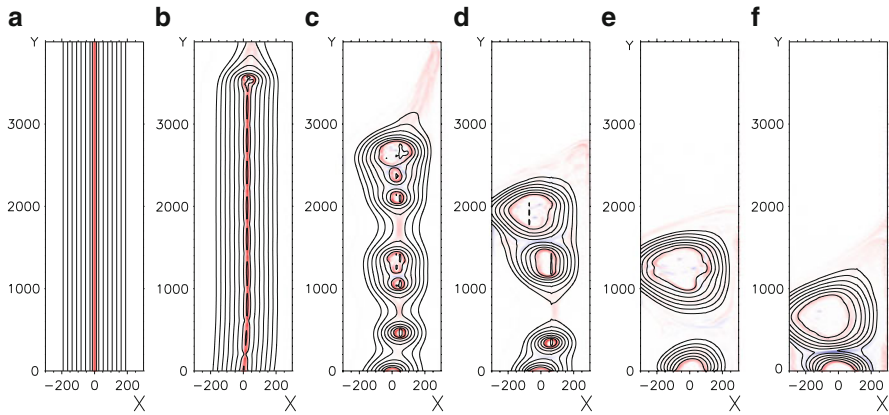 a b c d e f
Y Y Y Y Y Y
3000 3000 3000 3000 3000 3000
2000 2000 2000 2000 2000 2000
1000 1000 1000 1000 1000 1000
0 0 0 0 0 0
−200 0 200 −200 0 200 −200 0 200 −200 0 200 −200 0 200 −200 0 200
X X X X X X